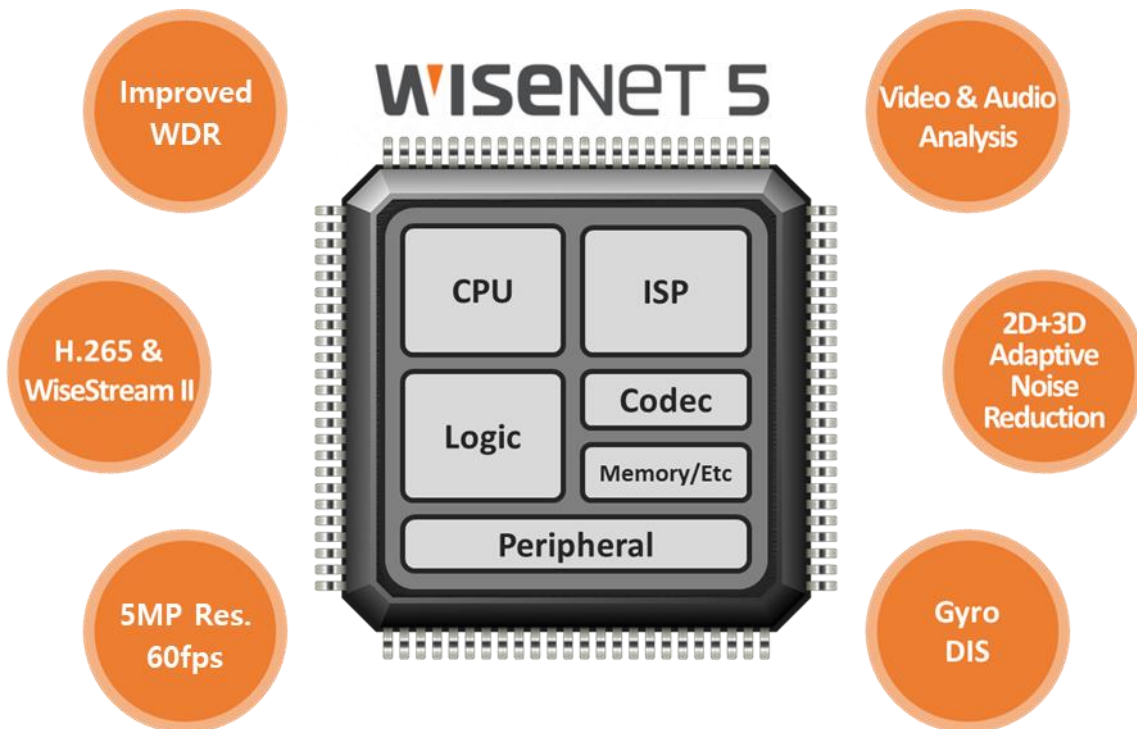 WISENET 5
Improved
WDR
Video & Audio
Analysis
H.265 &
WiseStream II
2D+3D
Adaptive
Noise
Reduction
5MP Res.
60fps
Gyro
DIS
CPU
ISP
Logic
Codec
Memory/Etc
Peripheral